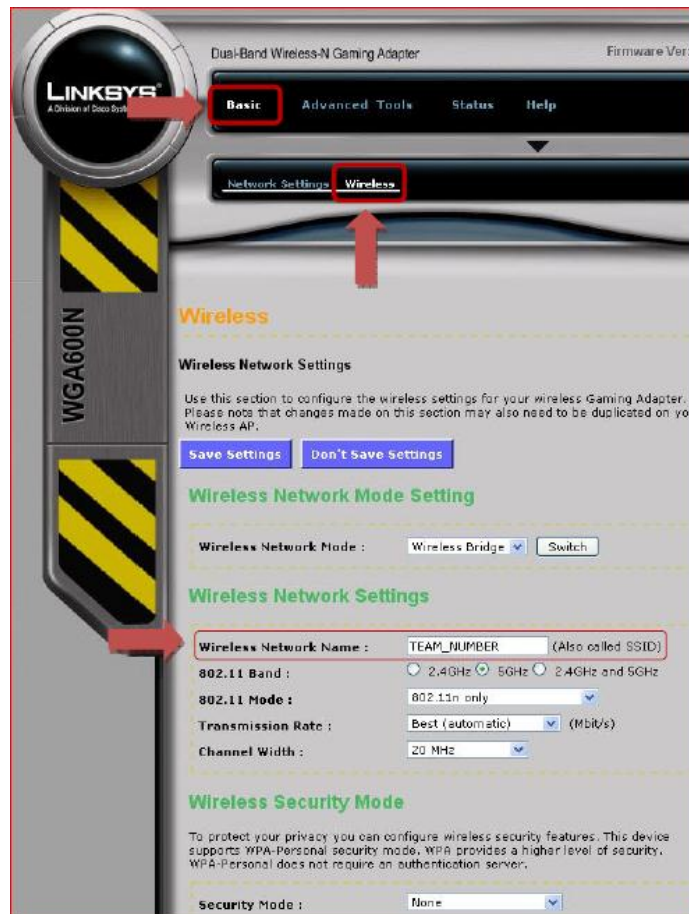 Dual-Band Wireless-N Gaming Adapter
Firmware Ver
LINKSYS®
A Division of Cisco Syst
Basic Advanced Tools Status Help
Network Settings Wireless
WGA600N
Wireless
Wireless Network Settings
Use this section to configure the wireless settings for your wireless Gaming Adapter.
Please note that changes made on this section may also need to be duplicated on yo
Wireless AP.
Save Settings Don't Save Settings
Wireless Network Mode Setting
Wireless Network Mode : Wireless Bridge Switch
Wireless Network Settings
Wireless Network Name : TEAM_NUMBER (Also called SSID)
802.11 Band : 2.4GHz 5GHz 2.4GHz and 5GHz
802.11 Mode : 802.11n only
Transmission Rate : Best (automatic) (Mbit/s)
Channel Width : 20 MHz
Wireless Security Mode
To protect your privacy you can configure wireless security features. This device
supports WPA-Personal security mode. WPA provides a higher level of security.
WPA-Personal does not require an authentication server.
Security Mode : None